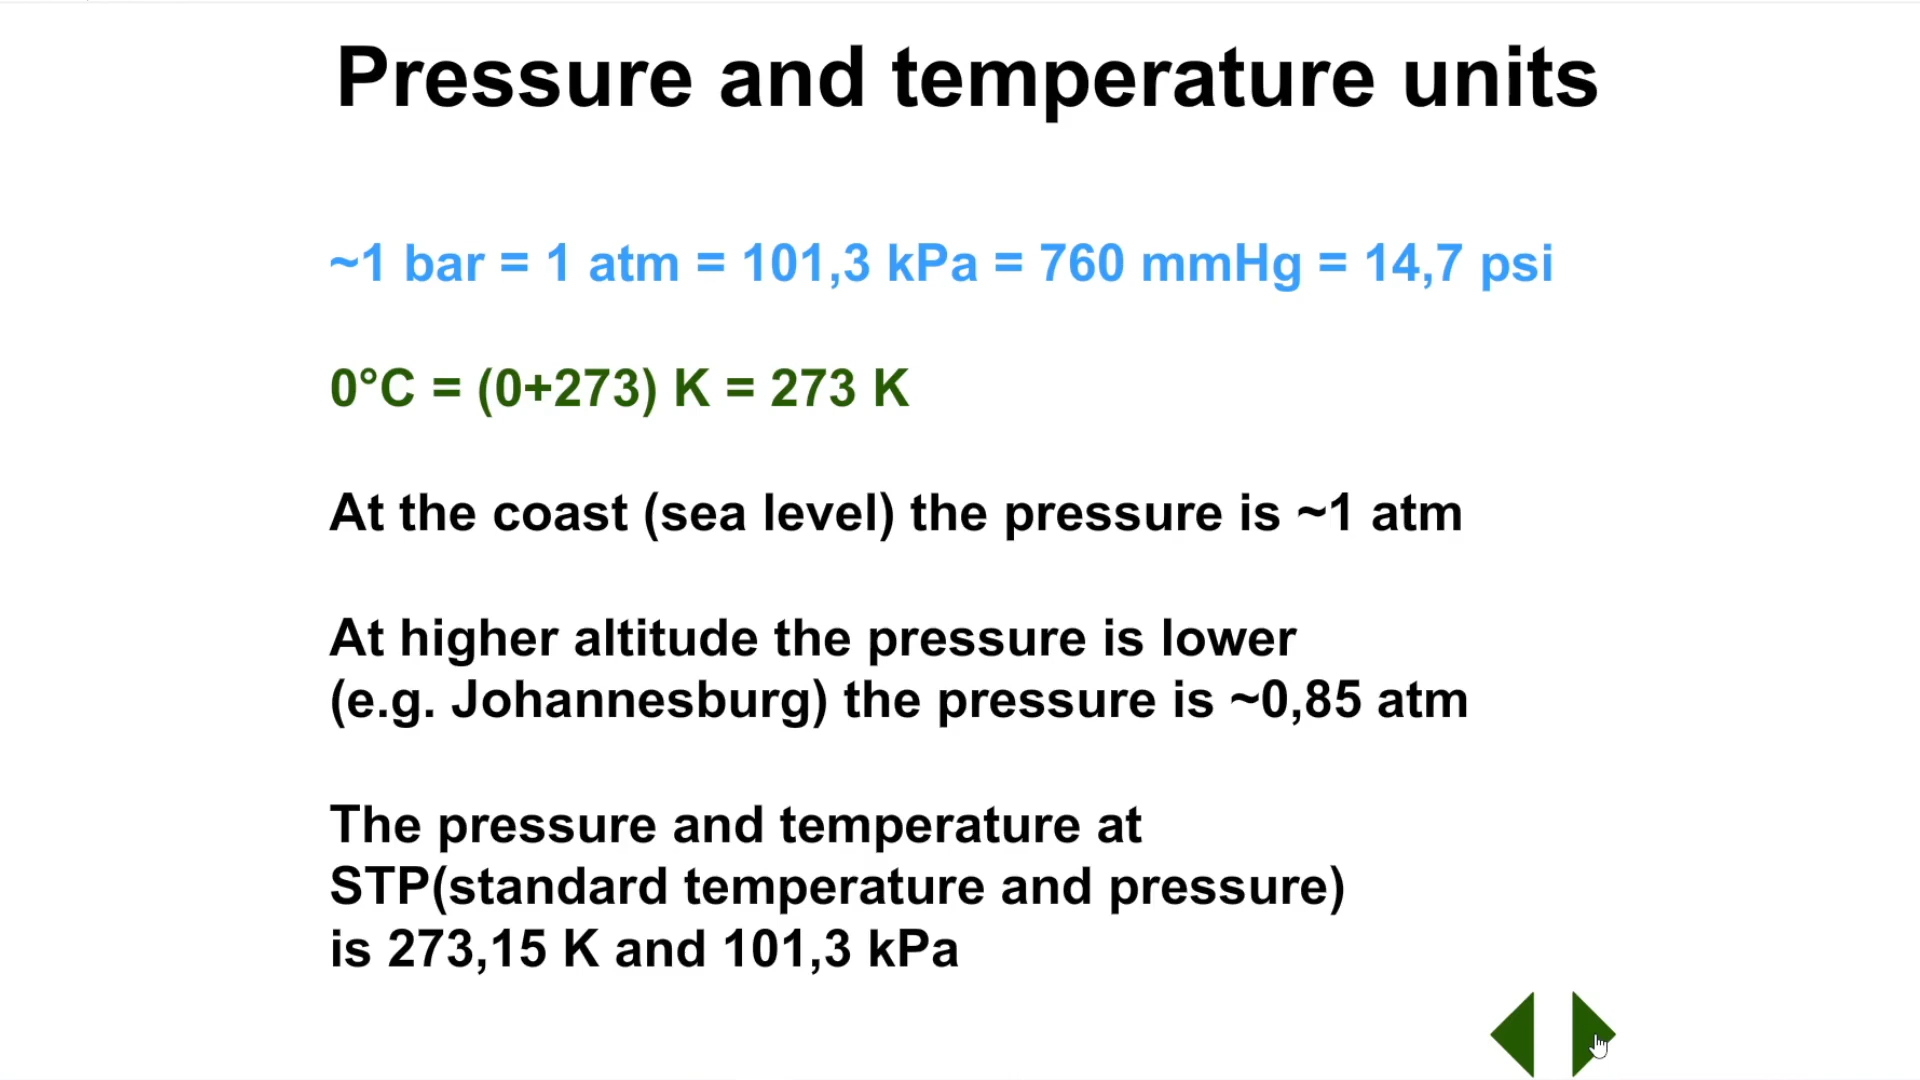 Pressure and temperature units
~1 bar = 1 atm = 101,3 kPa = 760 mmHg = 14,7 psi
0°C = (0+273) K = 273 K
At the coast (sea level) the pressure is ~1 atm
At higher altitude the pressure is lower
(e.g. Johannesburg) the pressure is ~0,85 atm
The pressure and temperature at
STP(standard temperature and pressure)
is 273,15 K and 101,3 kPa